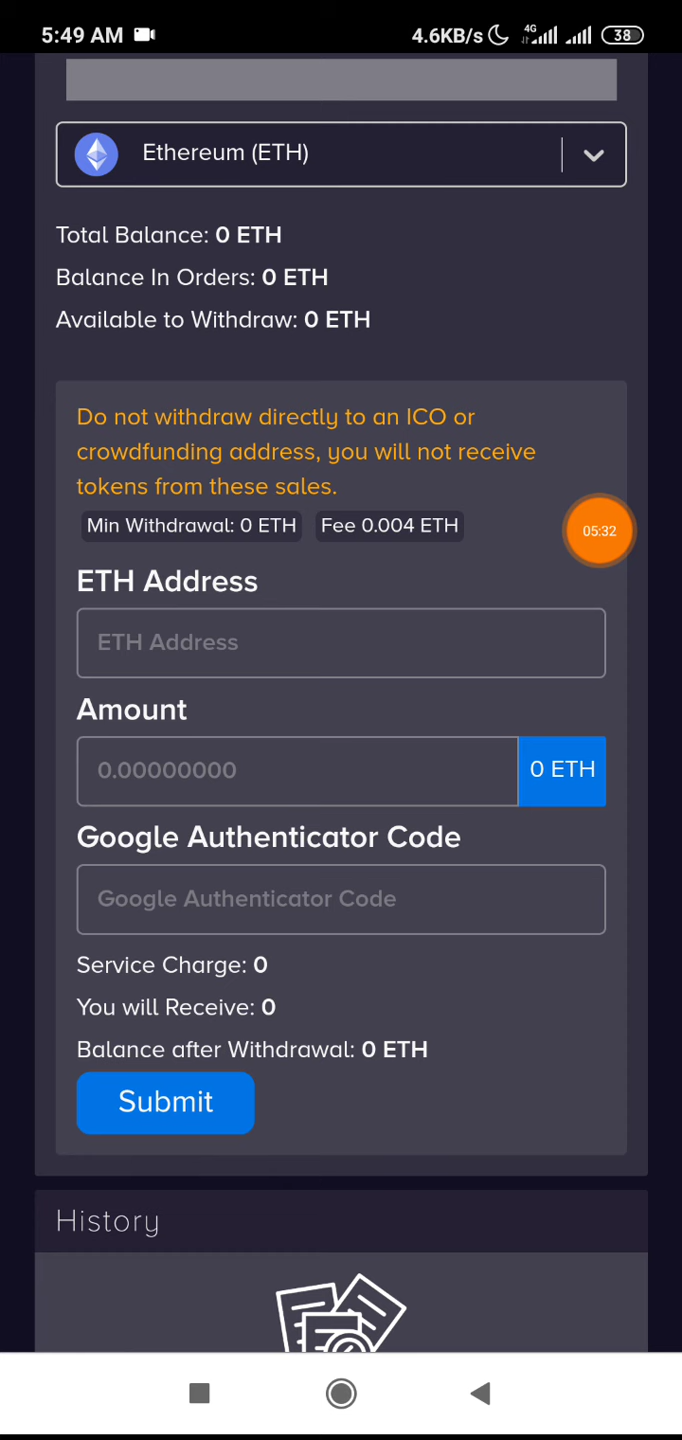 5:49 AM 4.6KB/s 4G 38
Ethereum (ETH)
Total Balance: 0 ETH
Balance In Orders: 0 ETH
Available to Withdraw: 0 ETH
Do not withdraw directly to an ICO or
crowdfunding address, you will not receive
tokens from these sales.
Min Withdrawal: 0 ETH Fee 0.004 ETH
05:32
ETH Address
ETH Address
Amount
0.00000000 0 ETH
Google Authenticator Code
Google Authenticator Code
Service Charge: 0
You will Receive: 0
Balance after Withdrawal: 0 ETH
Submit
History